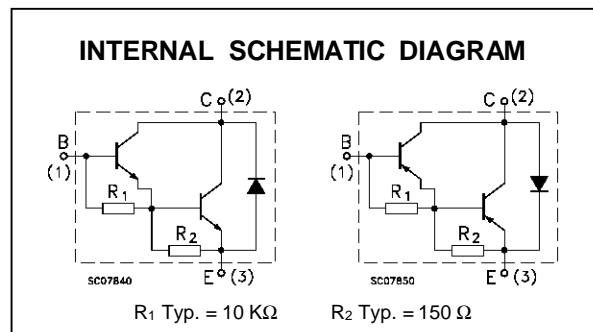 INTERNAL SCHEMATIC DIAGRAM
C (2)
B
(1)
R1
R2
SC07840
E (3)
C (2)
B
(1)
R1
R2
SC07850
E (3)
R1 Typ. = 10 KΩ R2 Typ. = 150 Ω